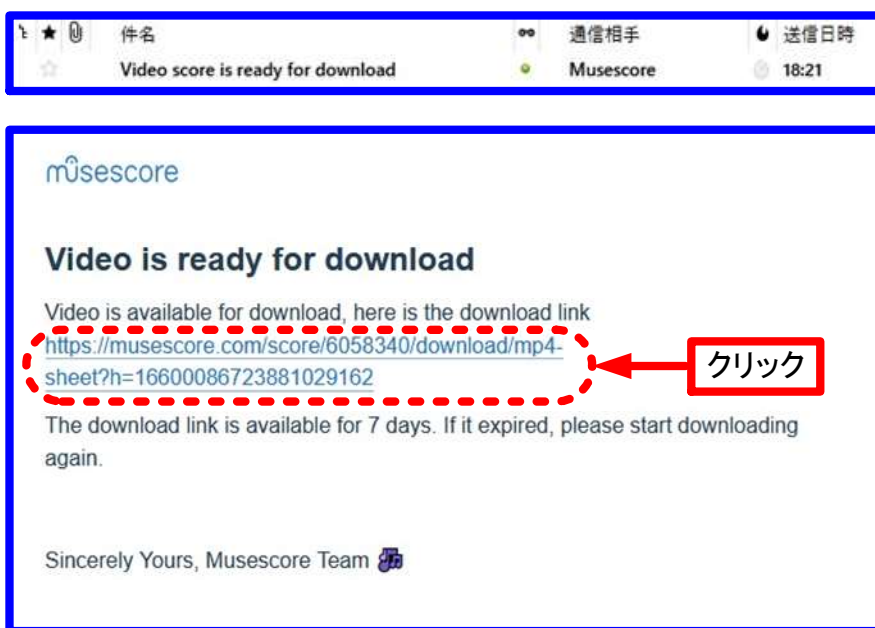 件名 通信相手 送信日時
Video score is ready for download Musescore 18:21
musescore
Video is ready for download
Video is available for download, here is the download link
https://musescore.com/score/6058340/download/mp4-
sheet?h=16600086723881029162
クリック
The download link is available for 7 days. If it expired, please start downloading
again.
Sincerely Yours, Musescore Team